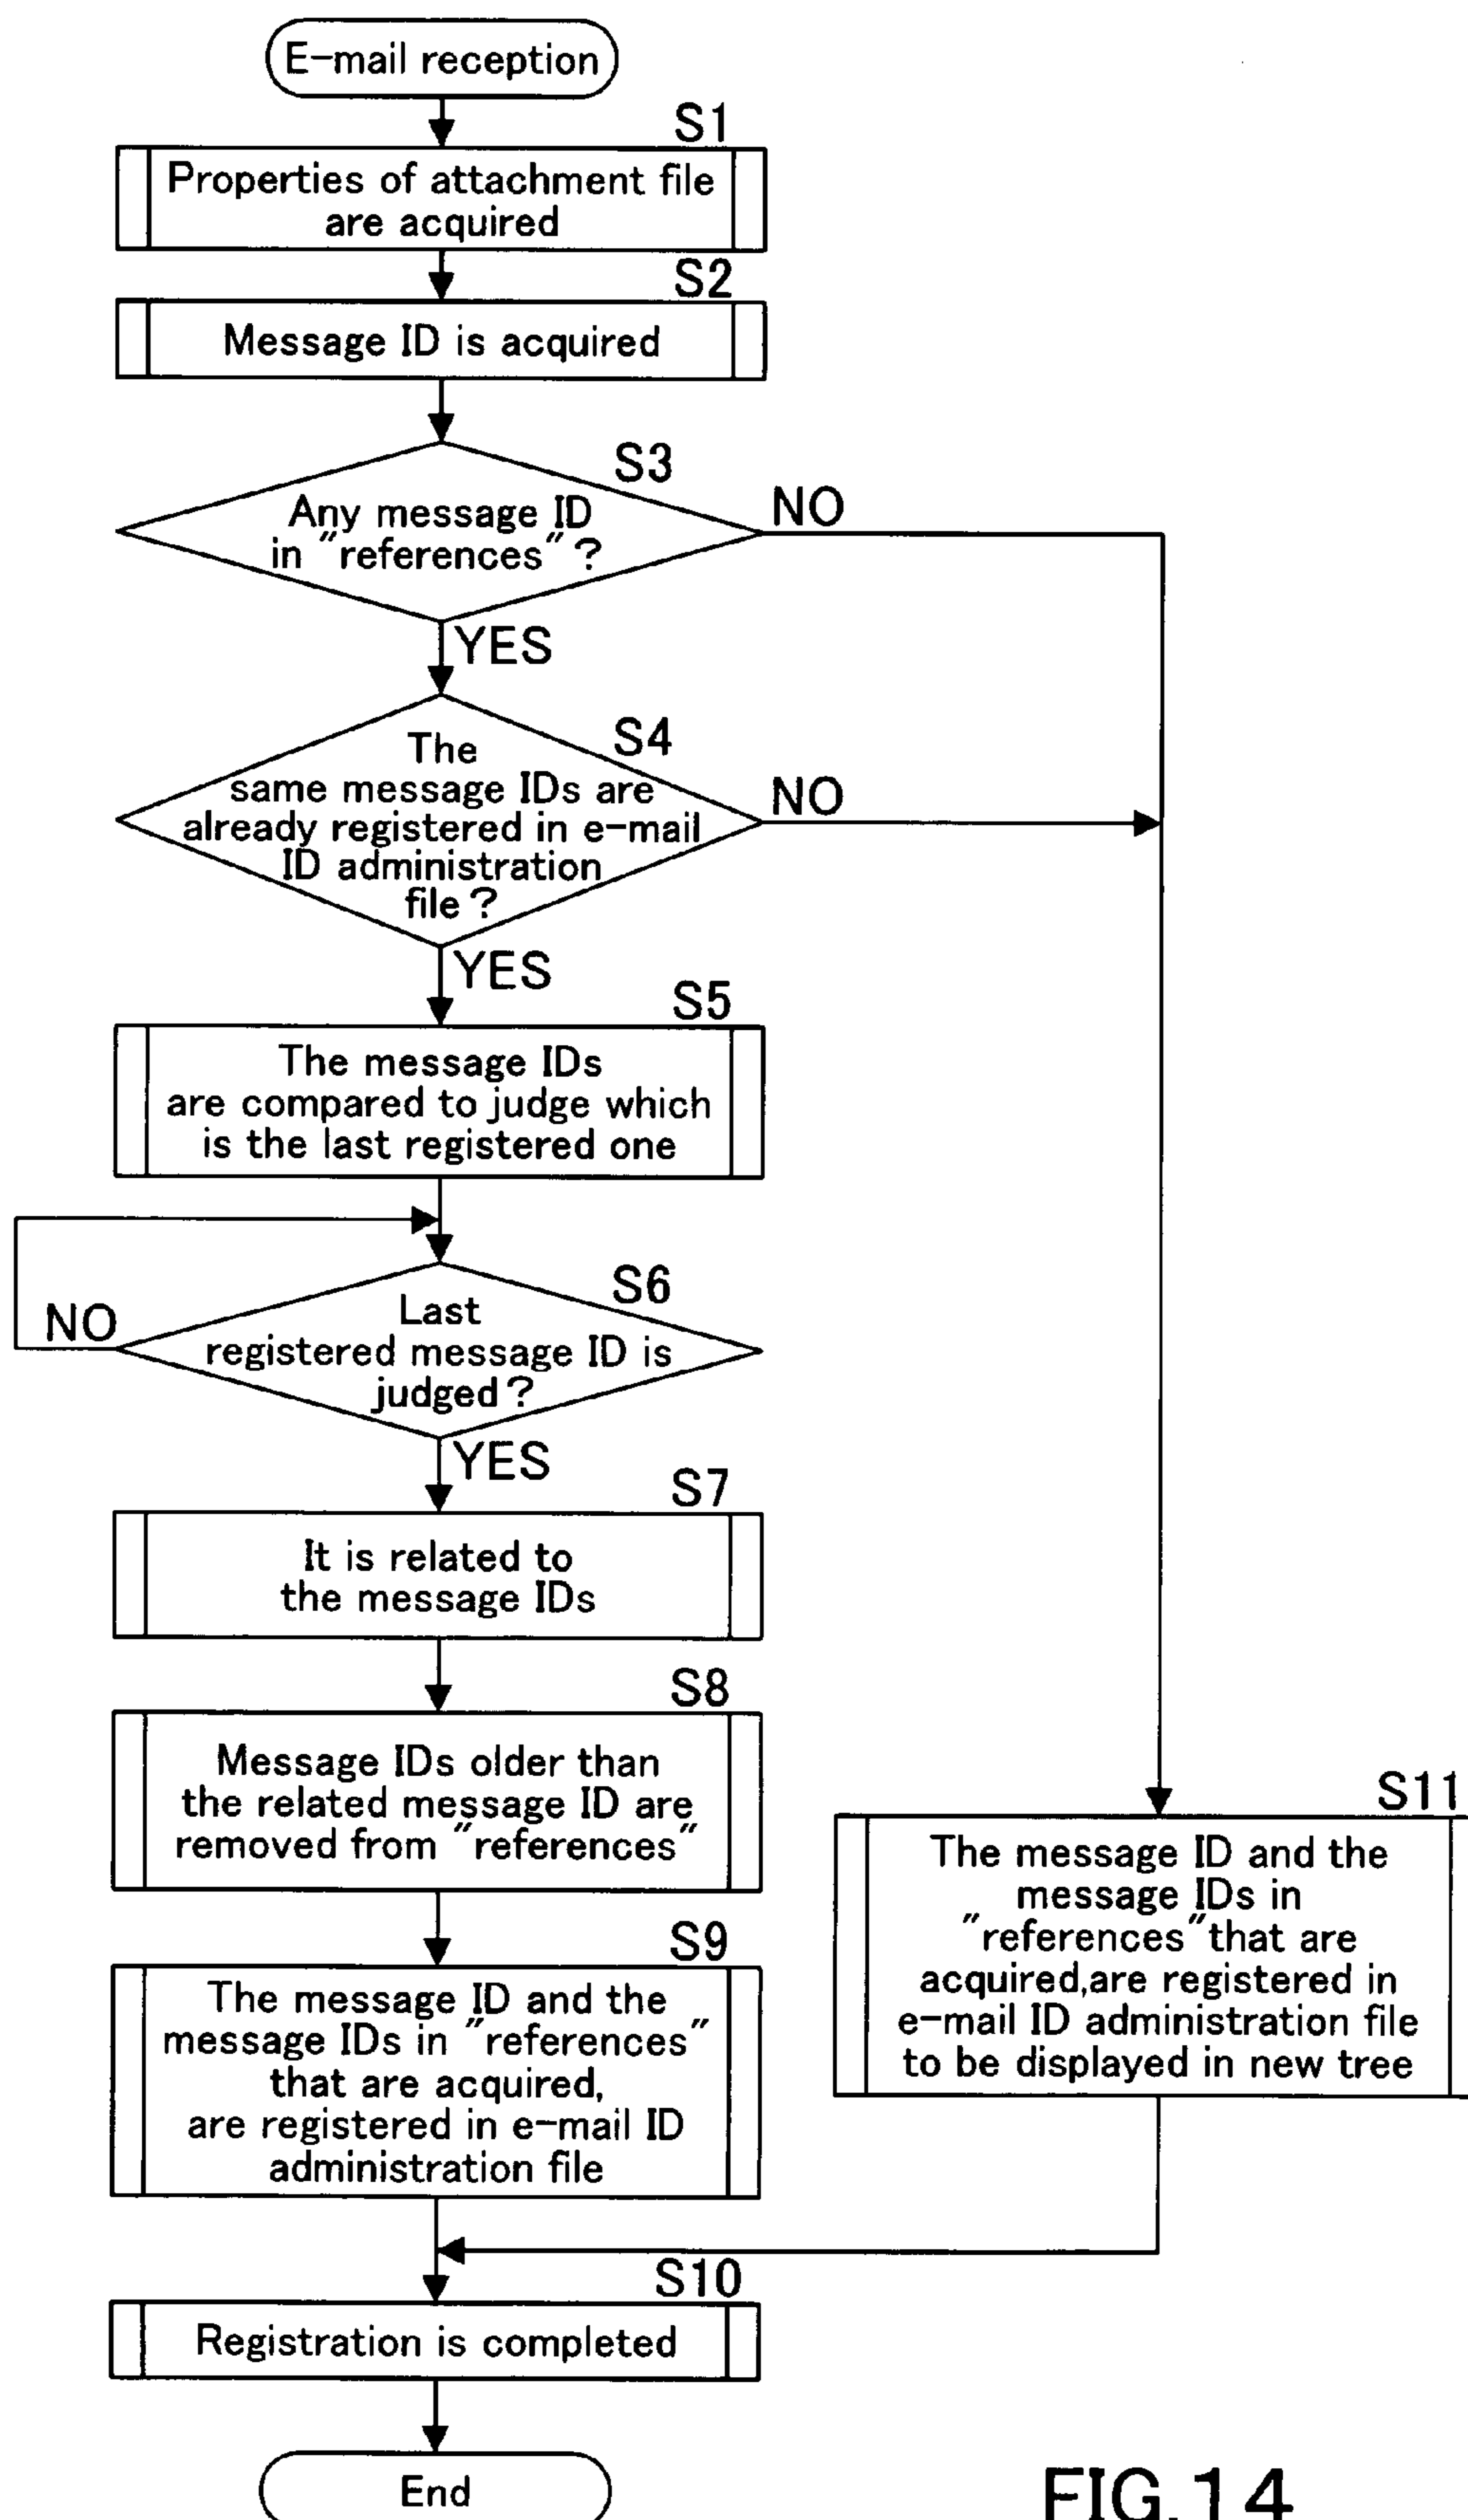 E-mail reception
S1
Properties of attachment file
are acquired
S2
Message ID is acquired
S3
Any message ID
in "references"?
NO
YES
S4
The
same message IDs are
already registered in e-mail
ID administration
file?
NO
YES
S5
The message IDs
are compared to judge which
is the last registered one
S6
Last
registered message ID is
judged?
NO
YES
S7
It is related to
the message IDs
S8
Message IDs older than
the related message ID are
removed from "references"
S9
The message ID and the
message IDs in "references"
that are acquired,
are registered in e-mail ID
administration file
S11
The message ID and the
message IDs in
"references"that are
acquired,are registered in
e-mail ID administration file
to be displayed in new tree
S10
Registration is completed
End
FIG.14